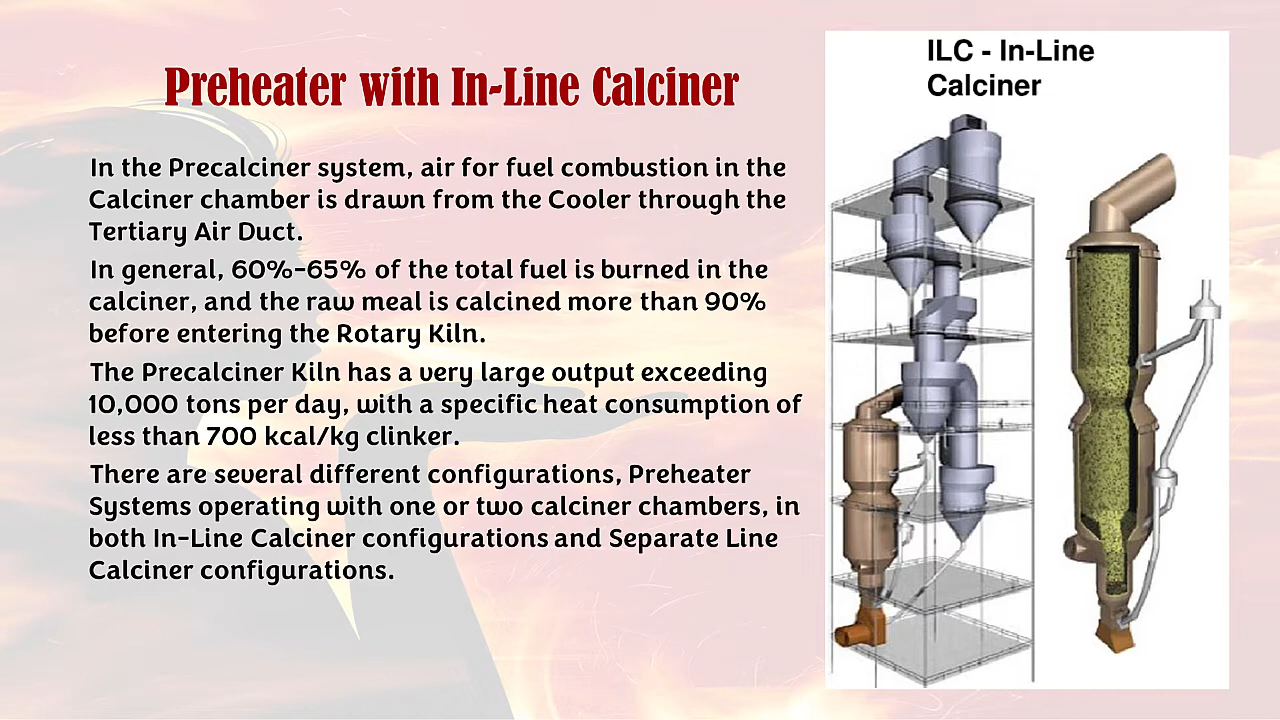 Preheater with In-Line Calciner
In the Precalciner system, air for fuel combustion in the
Calciner chamber is drawn from the Cooler through the
Tertiary Air Duct.
In general, 60%-65% of the total fuel is burned in the
calciner, and the raw meal is calcined more than 90%
before entering the Rotary Kiln.
The Precalciner Kiln has a very large output exceeding
10,000 tons per day, with a specific heat consumption of
less than 700 kcal/kg clinker.
There are several different configurations, Preheater
Systems operating with one or two calciner chambers, in
both In-Line Calciner configurations and Separate Line
Calciner configurations.
ILC - In-Line
Calciner